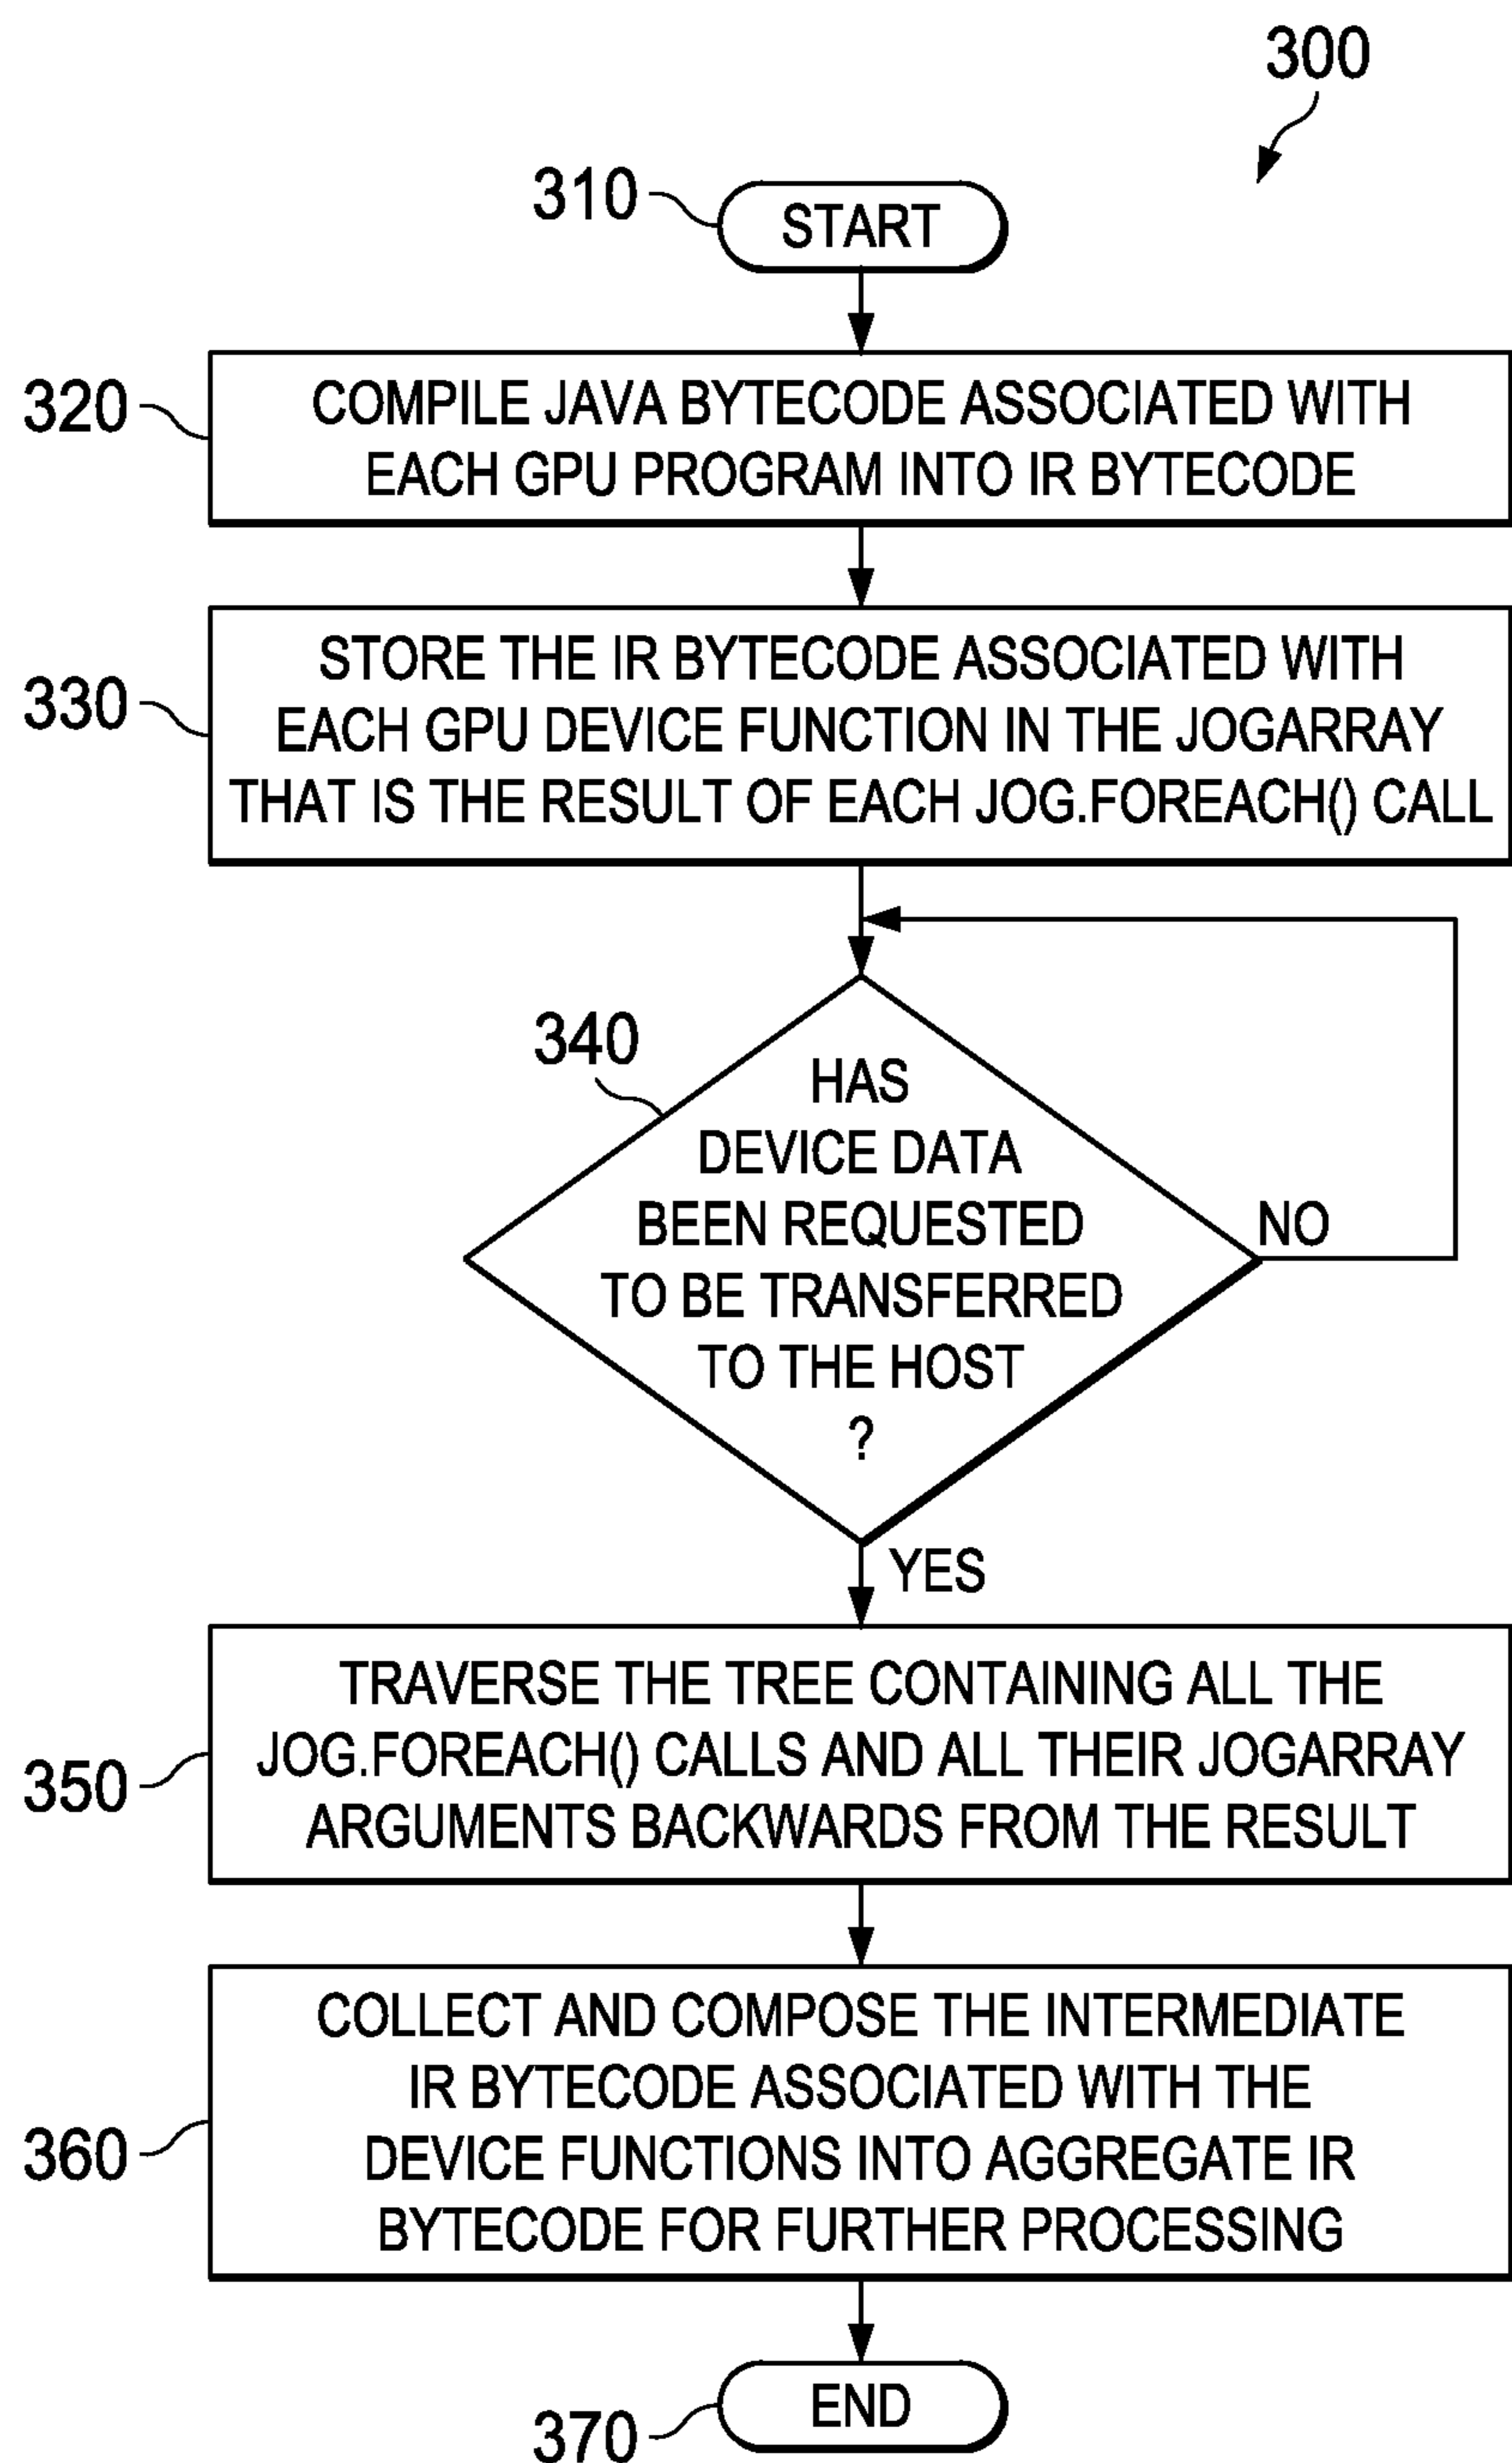 300
310
START
320
COMPILE JAVA BYTECODE ASSOCIATED WITH
EACH GPU PROGRAM INTO IR BYTECODE
330
STORE THE IR BYTECODE ASSOCIATED WITH
EACH GPU DEVICE FUNCTION IN THE JOGARRAY
THAT IS THE RESULT OF EACH JOG.FOREACH() CALL
340
HAS
DEVICE DATA
BEEN REQUESTED
TO BE TRANSFERRED
TO THE HOST
?
NO
YES
350
TRAVERSE THE TREE CONTAINING ALL THE
JOG.FOREACH() CALLS AND ALL THEIR JOGARRAY
ARGUMENTS BACKWARDS FROM THE RESULT
360
COLLECT AND COMPOSE THE INTERMEDIATE
IR BYTECODE ASSOCIATED WITH THE
DEVICE FUNCTIONS INTO AGGREGATE IR
BYTECODE FOR FURTHER PROCESSING
370
END